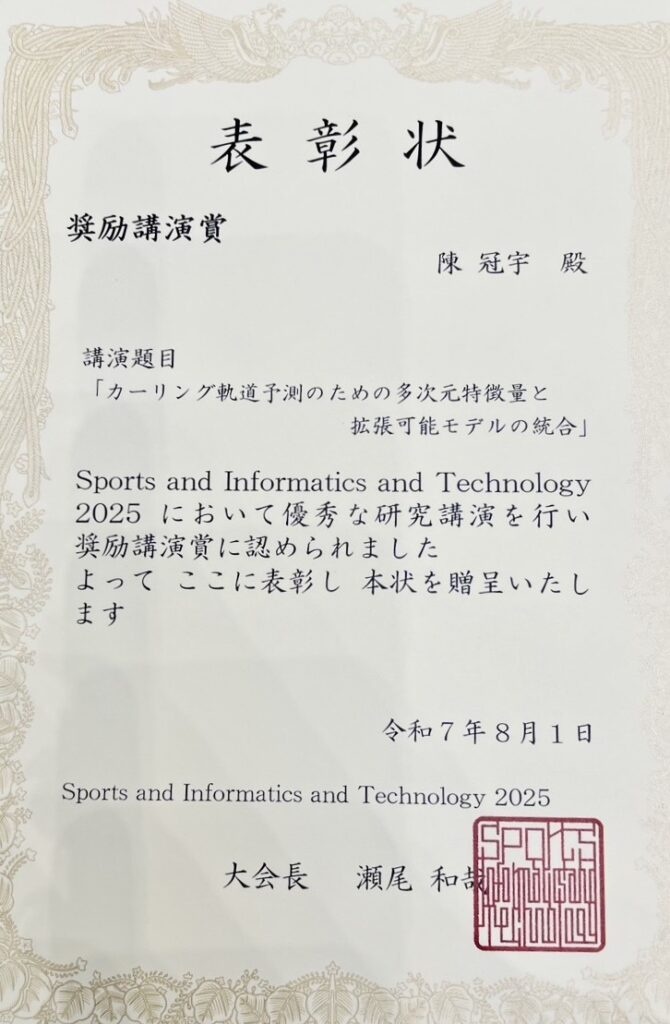 表彰状
奨励講演賞
陳 冠宇 殿
講演題目
「カーリング軌道予測のための多次元特徴量と
拡張可能モデルの統合」
Sports and Informatics and Technology
2025 において優秀な研究講演を行い
奨励講演賞に認められました
よって ここに表彰し 本状を贈呈いたし
ます
令和７年８月１日
Sports and Informatics and Technology 2025
大会長 瀬尾 和哉
Sports